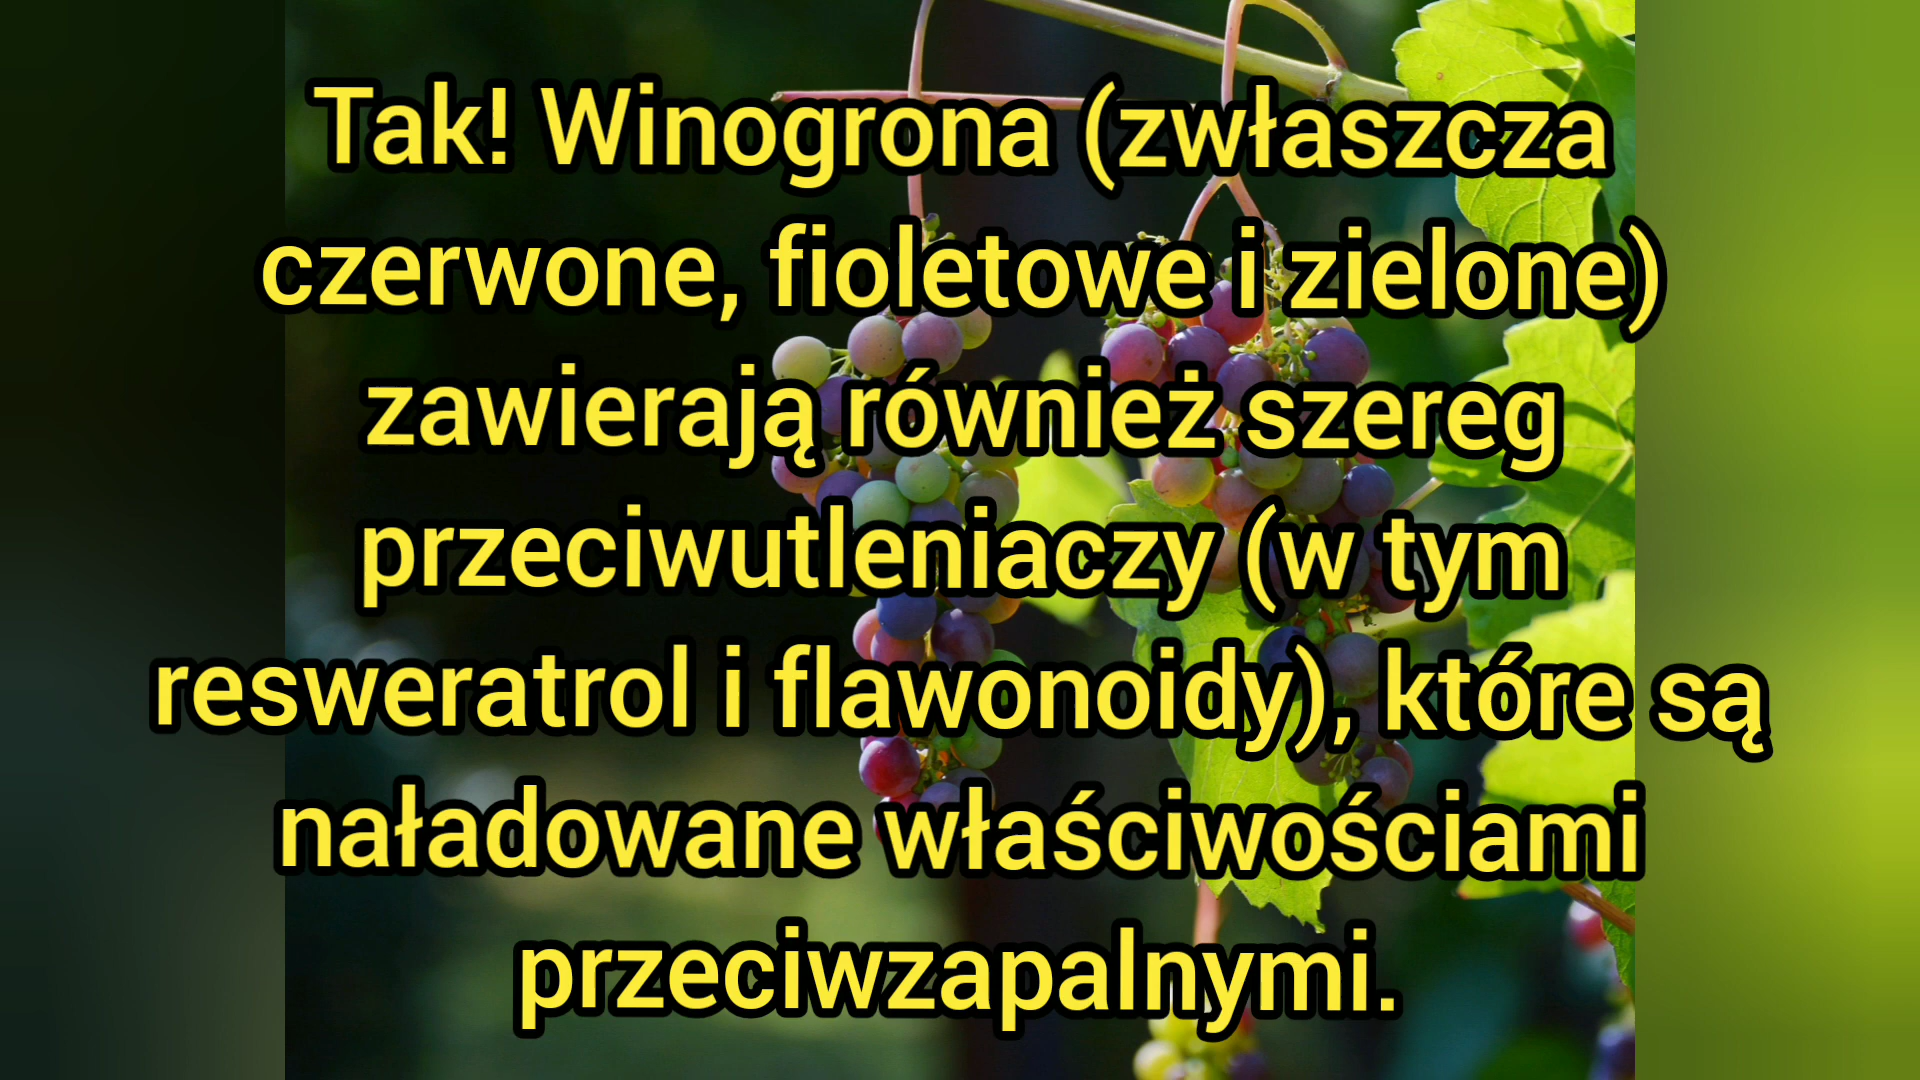 Tak! Winogrona (zwłaszcza
czerwone, fioletowe i zielone)
zawierają również szereg
przeciwutleniaczy (w tym
resweratrol i flawonoidy), które są
naładowane właściwościami
przeciwzapalnymi.